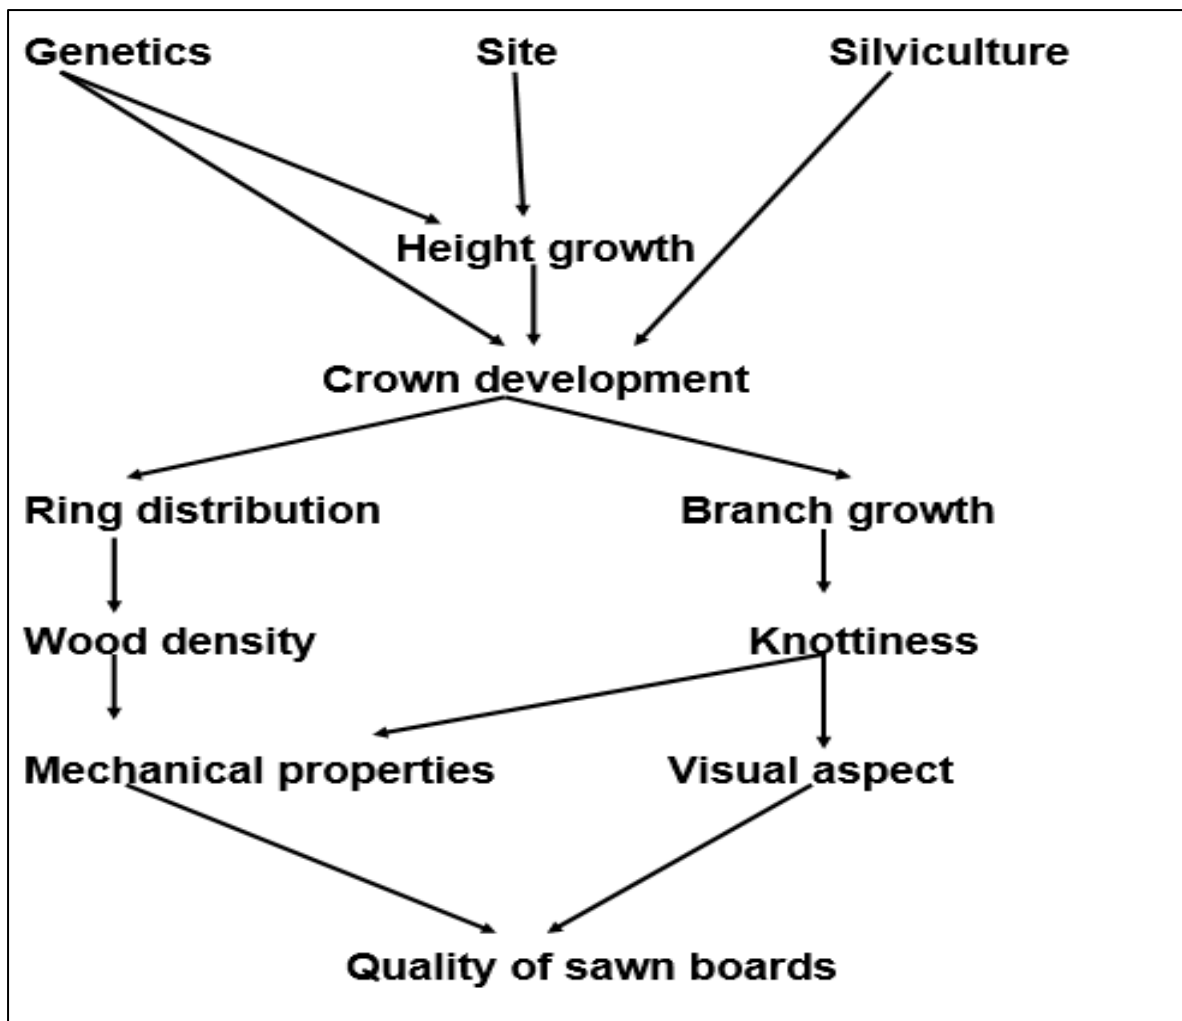 Genetics Site Silviculture
Height growth
Crown development
Ring distribution Branch growth
Wood density Knottiness
Mechanical properties Visual aspect
Quality of sawn boards